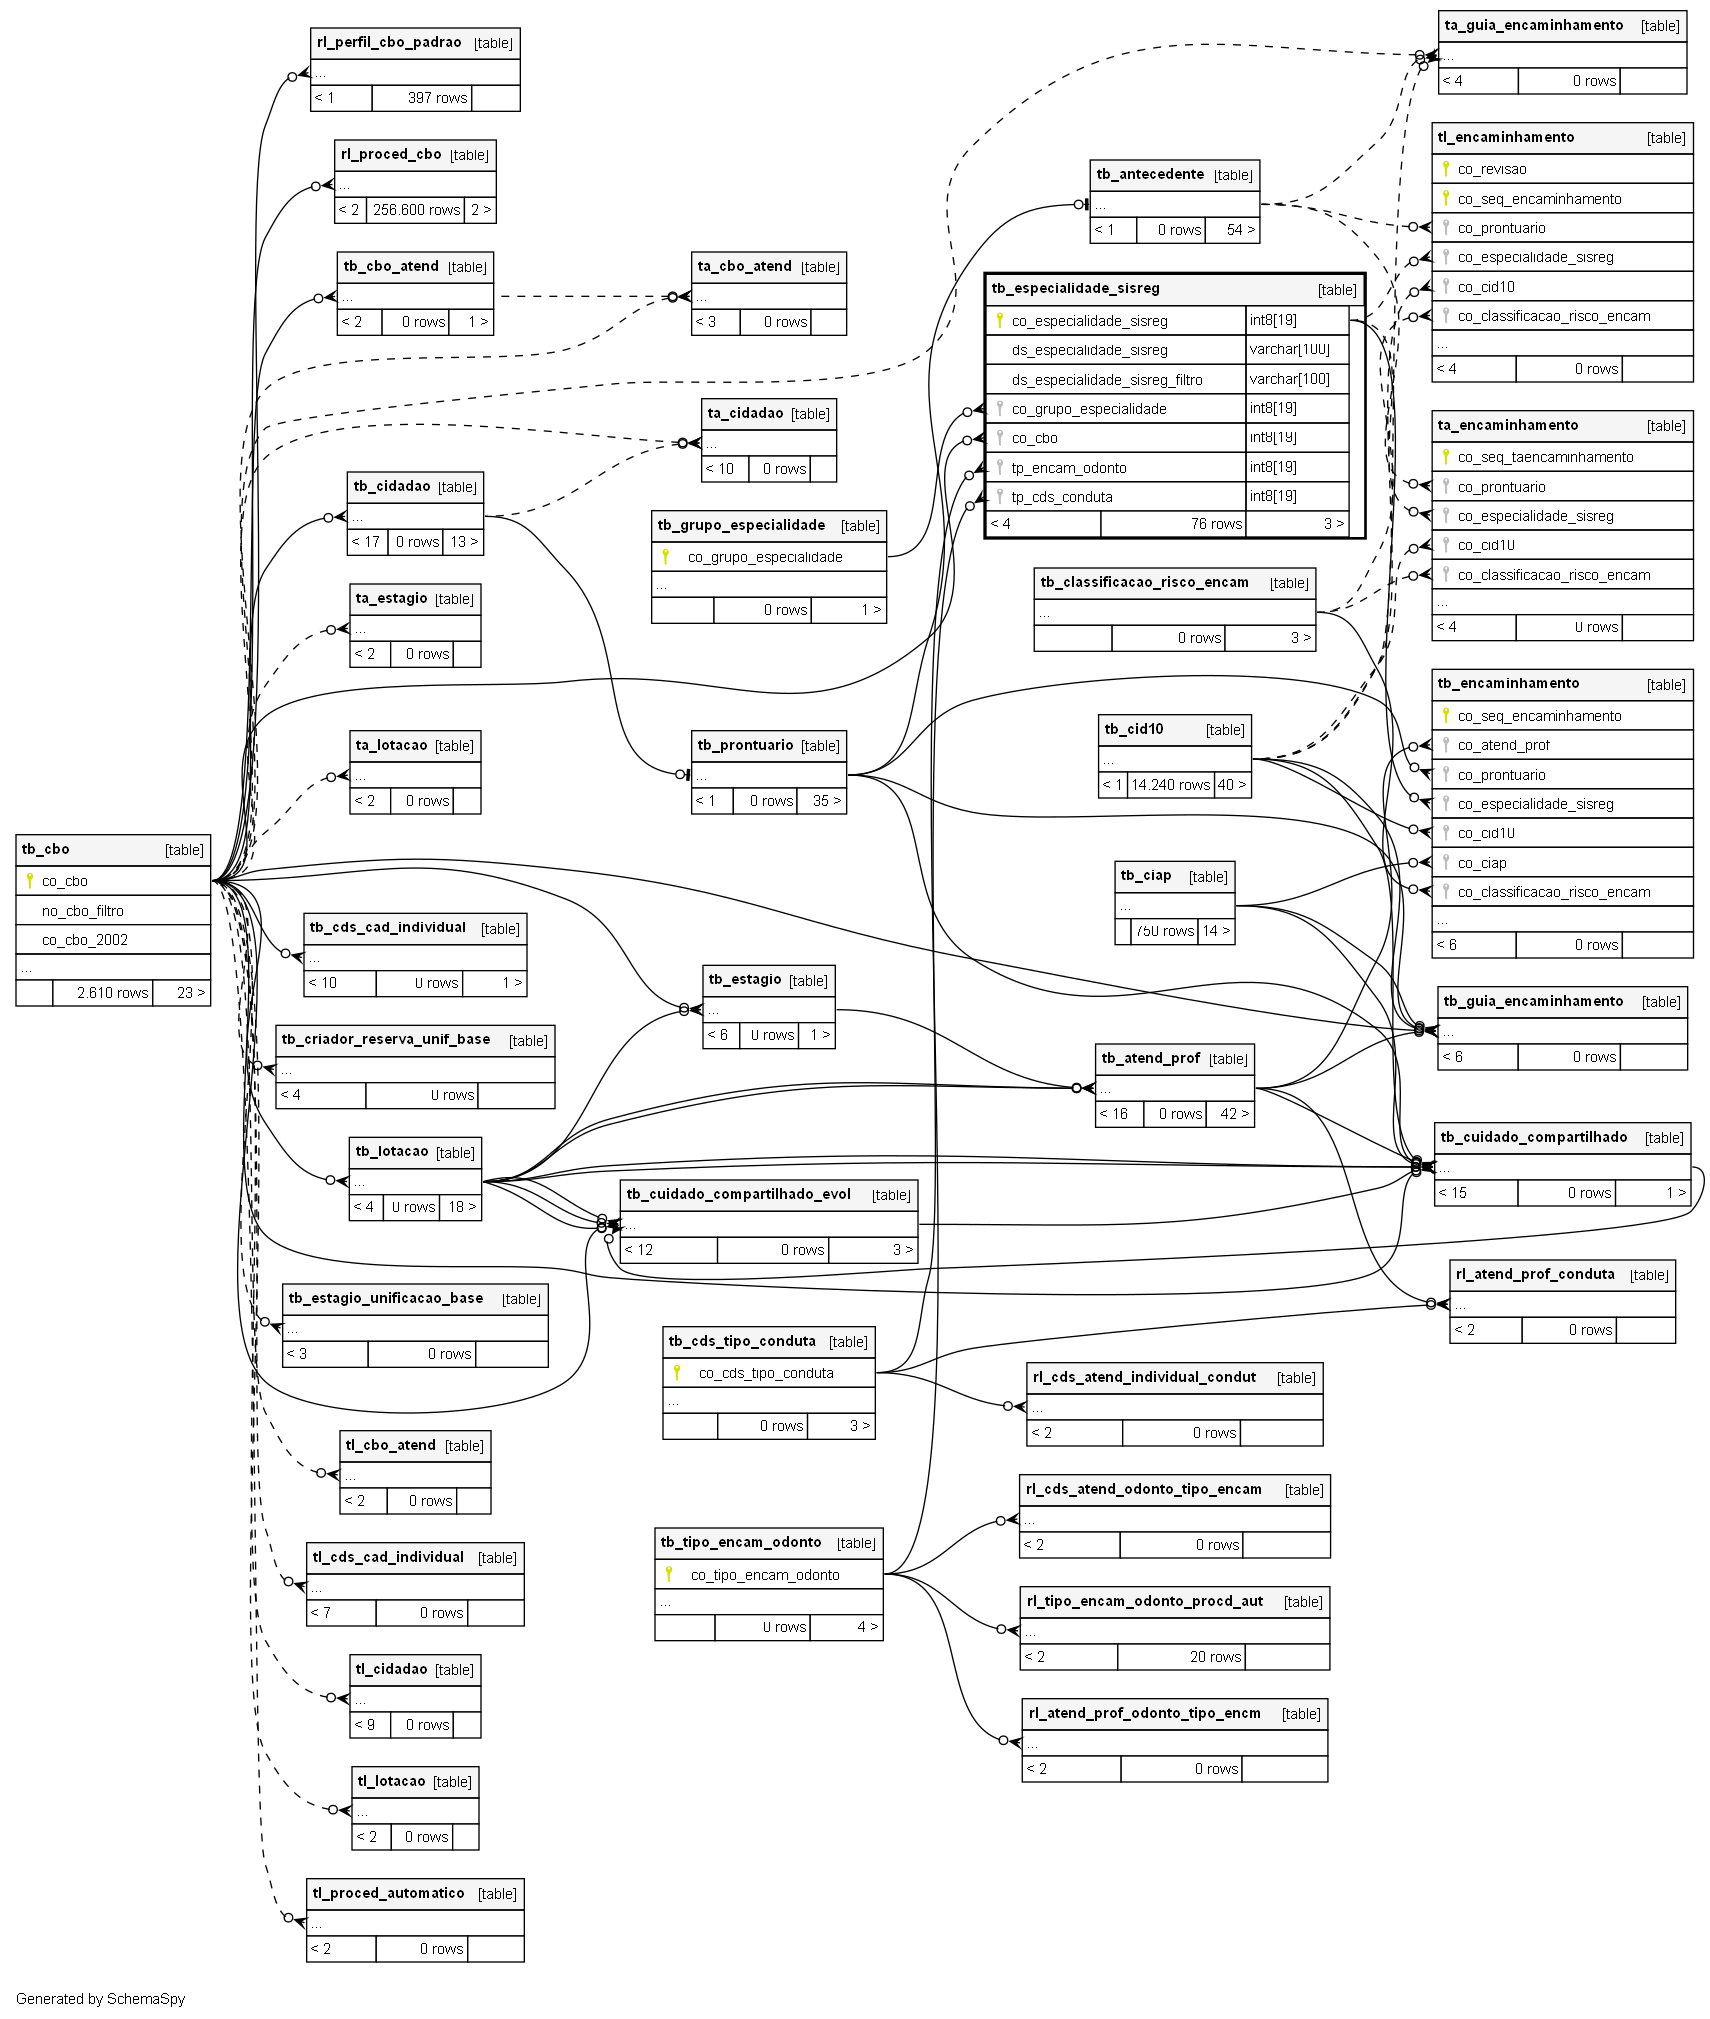 rl_perfil_cbo_padrao [table]
...
< 1 397 rows
rl_proced_cbo [table]
...
< 2 256.600 rows 2 >
tb_cbo_atend [table]
...
< 2 0 rows 1 >
tb_cidadao [table]
...
< 17 0 rows 13 >
ta_estagio [table]
...
< 2 0 rows
ta_lotacao [table]
...
< 2 0 rows
tb_cbo [table]
co_cbo
no_cbo_filtro
co_cbo_2002
...
2.610 rows 23 >
tb_cds_cad_individual [table]
...
< 10 0 rows 1 >
tb_criador_reserva_unif_base [table]
...
< 4 0 rows
tb_lotacao [table]
...
< 4 0 rows 18 >
tb_estagio_unificacao_base [table]
...
< 3 0 rows
tl_cbo_atend [table]
...
< 2 0 rows
tl_cds_cad_individual [table]
...
< 7 0 rows
tl_cidadao [table]
...
< 9 0 rows
tl_lotacao [table]
...
< 2 0 rows
tl_proced_automatico [table]
...
< 2 0 rows
ta_cbo_atend [table]
...
< 3 0 rows
ta_cidadao [table]
...
< 10 0 rows
tb_grupo_especialidade [table]
co_grupo_especialidade
...
0 rows 1 >
tb_prontuario [table]
...
< 1 0 rows 35 >
tb_estagio [table]
...
< 6 0 rows 1 >
tb_cuidado_compartilhado_evol [table]
...
< 12 0 rows 3 >
tb_cds_tipo_conduta [table]
co_cds_tipo_conduta
...
0 rows 3 >
tb_tipo_encam_odonto [table]
co_tipo_encam_odonto
...
0 rows 4 >
tb_antecedente [table]
...
< 1 0 rows 54 >
tb_especialidade_sisreg [table]
co_especialidade_sisreg int8[19]
ds_especialidade_sisreg varchar[100]
ds_especialidade_sisreg_filtro varchar[100]
co_grupo_especialidade int8[19]
co_cbo int8[19]
tp_encam_odonto int8[19]
tp_cds_conduta int8[19]
< 4 76 rows 3 >
tb_classificacao_risco_encam [table]
...
0 rows 3 >
tb_cid10 [table]
...
< 1 14.240 rows 40 >
tb_ciap [table]
...
750 rows 14 >
tb_atend_prof [table]
...
< 16 0 rows 42 >
rl_cds_atend_individual_condut [table]
...
< 2 0 rows
rl_cds_atend_odonto_tipo_encam [table]
...
< 2 0 rows
rl_tipo_encam_odonto_procd_aut [table]
...
< 2 20 rows
rl_atend_prof_odonto_tipo_encm [table]
...
< 2 0 rows
ta_guia_encaminhamento [table]
...
< 4 0 rows
tl_encaminhamento [table]
co_revisao
co_seq_encaminhamento
co_prontuario
co_especialidade_sisreg
co_cid10
co_classificacao_risco_encam
...
< 4 0 rows
ta_encaminhamento [table]
co_seq_taencaminhamento
co_prontuario
co_especialidade_sisreg
co_cid10
co_classificacao_risco_encam
...
< 4 0 rows
tb_encaminhamento [table]
co_seq_encaminhamento
co_atend_prof
co_prontuario
co_especialidade_sisreg
co_cid10
co_ciap
co_classificacao_risco_encam
...
< 6 0 rows
tb_guia_encaminhamento [table]
...
< 6 0 rows
tb_cuidado_compartilhado [table]
...
< 15 0 rows 1 >
rl_atend_prof_conduta [table]
...
< 2 0 rows
Generated by SchemaSpy